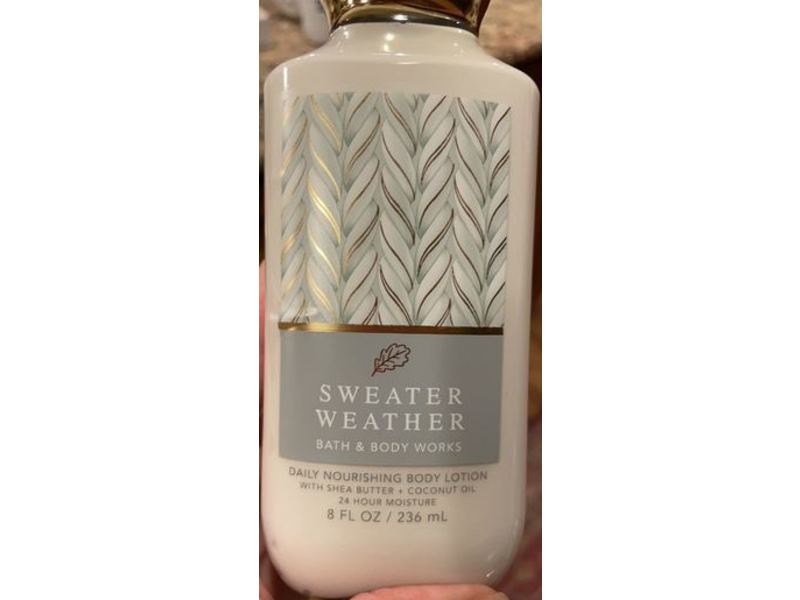 SWEATER
WEATHER
BATH & BODY WORKS
DAILY NOURISHING BODY LOTION
WITH SHEA BUTTER + COCONUT OIL
24 HOUR MOISTURE
8 FL OZ / 236 mL